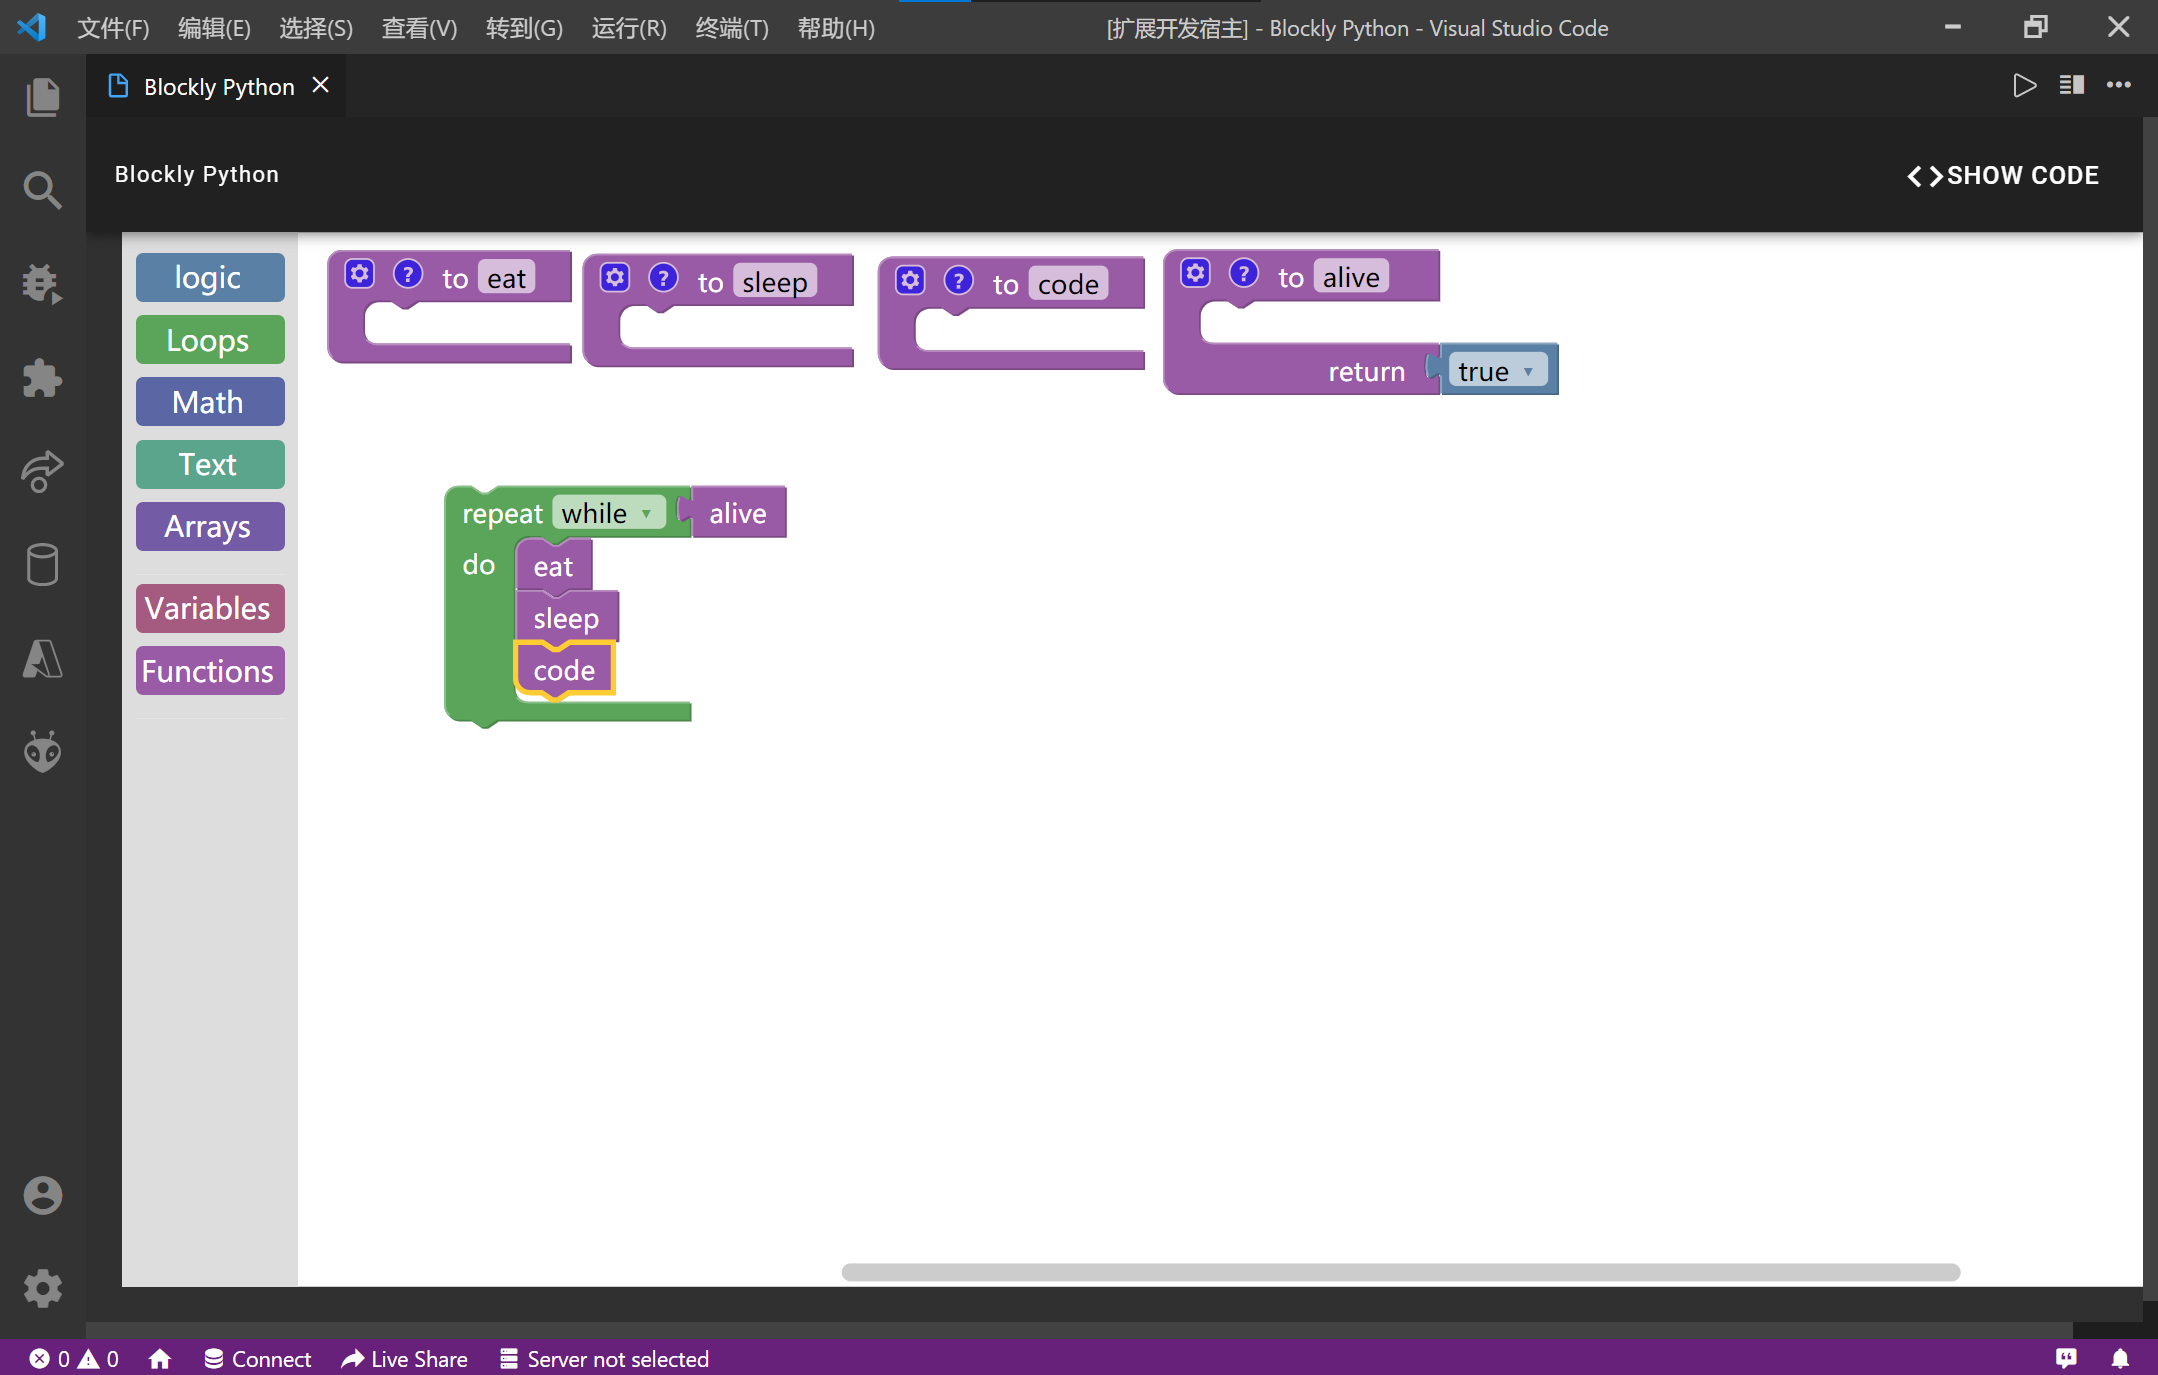 文件(F) 编辑(E) 选择(S) 查看(V) 转到(G) 运行(R) 终端(T) 帮助(H) [扩展开发宿主] - Blockly Python - Visual Studio Code
Blockly Python
Blockly Python
SHOW CODE
logic
Loops
Math
Text
Arrays
Variables
Functions
? to eat
? to sleep
? to code
? to alive
return true
repeat while alive
do eat
sleep
code
0 0 Connect Live Share Server not selected